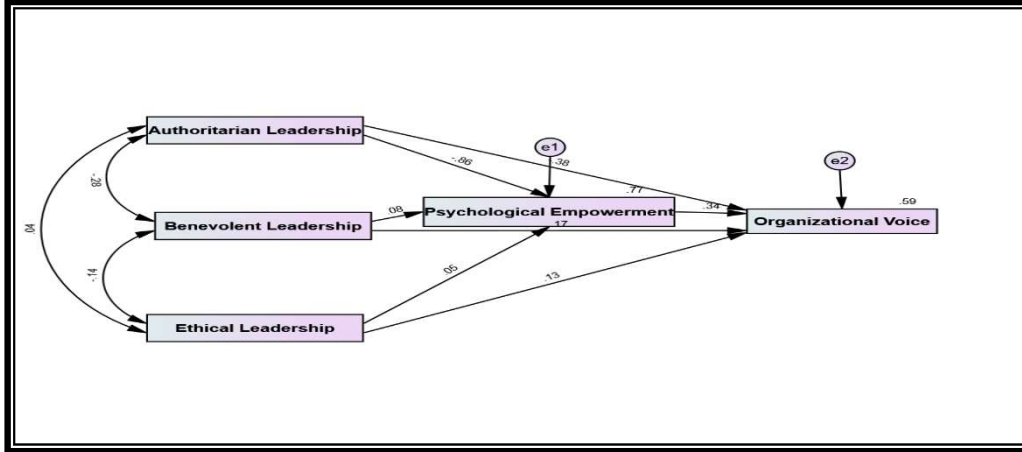 Authoritarian Leadership
e1
e2
-.86
.38
-.28
.77
.59
.08
Psychological Empowerment
.34
Organizational Voice
Benevolent Leadership
.17
.04
-.14
.05
.13
Ethical Leadership